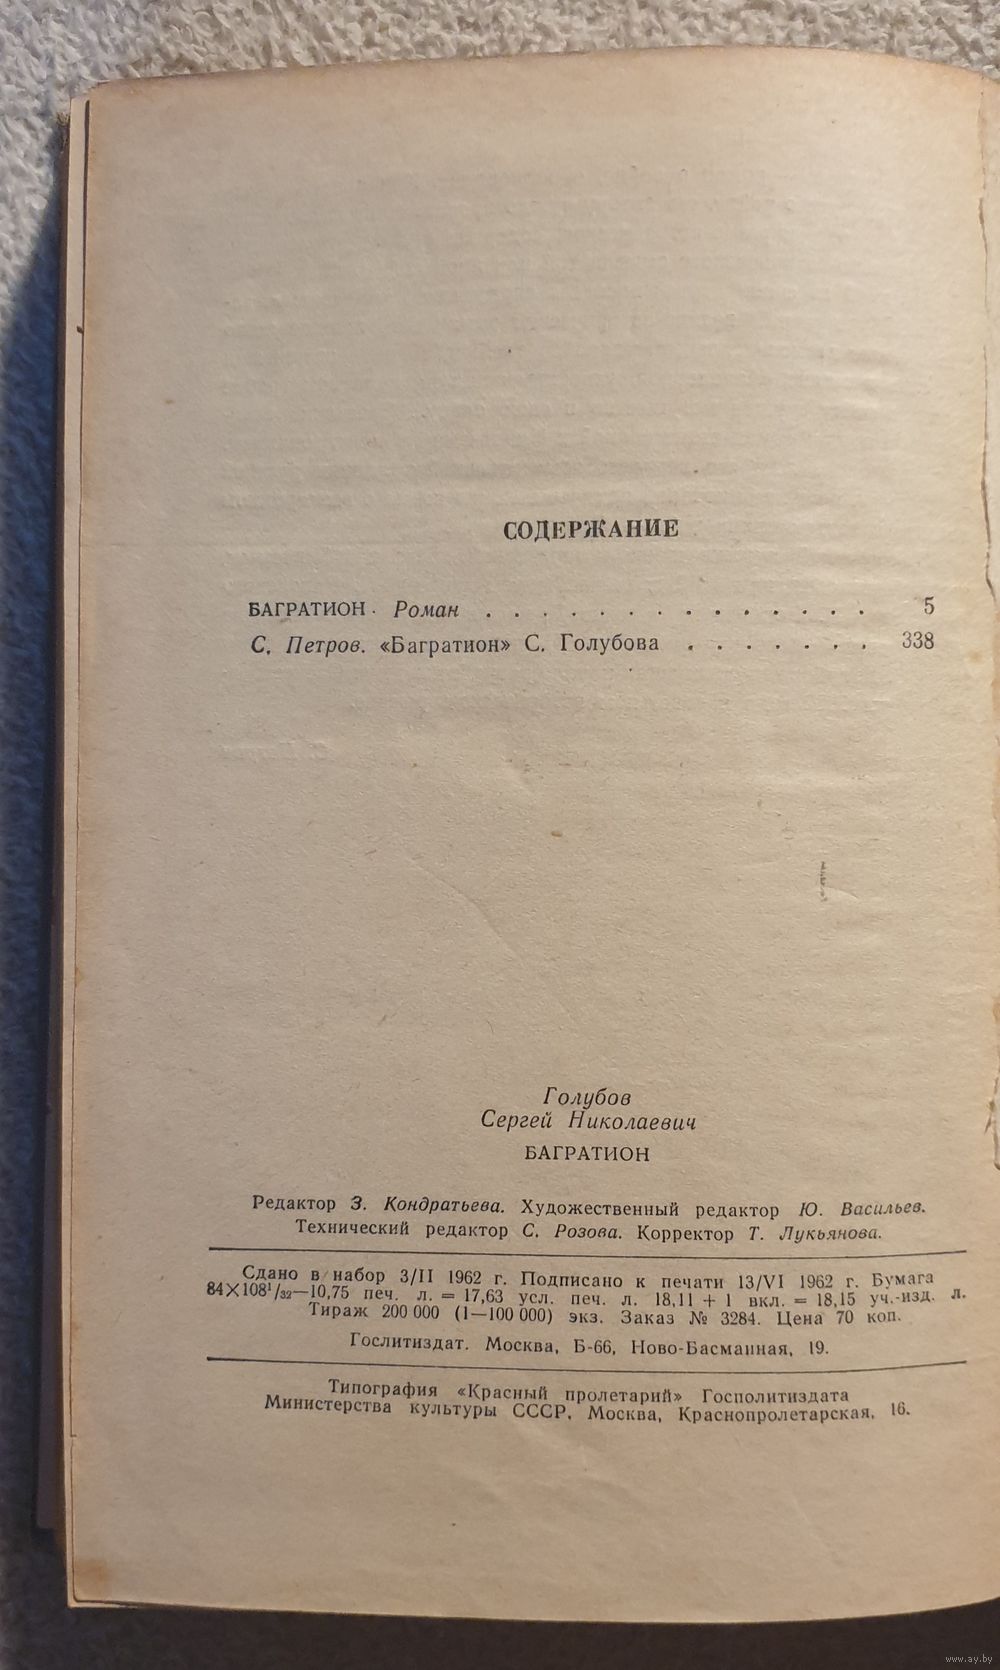 СОДЕРЖАНИЕ
БАГРАТИОН. Роман . . . . . . . . . . . . . . 5
С. Петров. «Багратион» С. Голубова . . . . . . . 338
Голубов
Сергей Николаевич
БАГРАТИОН
Редактор З. Кондратьева. Художественный редактор Ю. Васильев.
Технический редактор С. Розова. Корректор Т. Лукьянова.
Сдано в набор 3/II 1962 г. Подписано к печати 13/VI 1962 г. Бумага
84×108¹/₃₂—10,75 печ. л. = 17,63 усл. печ. л. 18,11 + 1 вкл. = 18,15 уч.-изд. л.
Тираж 200 000 (1—100 000) экз. Заказ № 3284. Цена 70 коп.
Гослитиздат. Москва, Б-66, Ново-Басманная, 19.
Типография «Красный пролетарий» Госполитиздата
Министерства культуры СССР. Москва, Краснопролетарская, 16.
www.ay.by